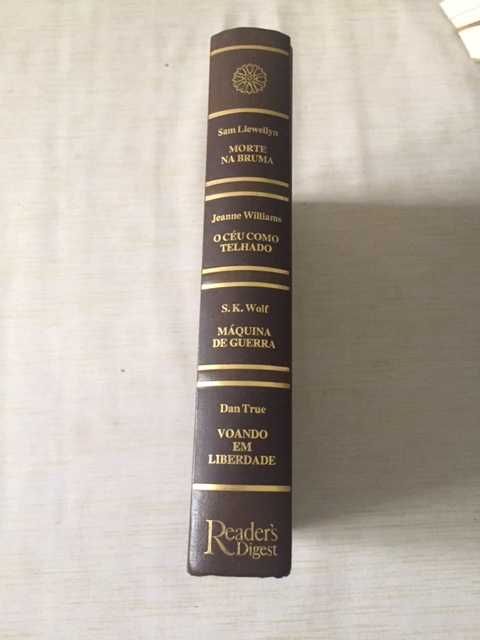 Sam Llewellyn
MORTE
NA BRUMA
Jeanne Williams
O CÉU COMO
TELHADO
S. K. Wolf
MÁQUINA
DE GUERRA
Dan True
VOANDO
EM
LIBERDADE
Reader's
Digest